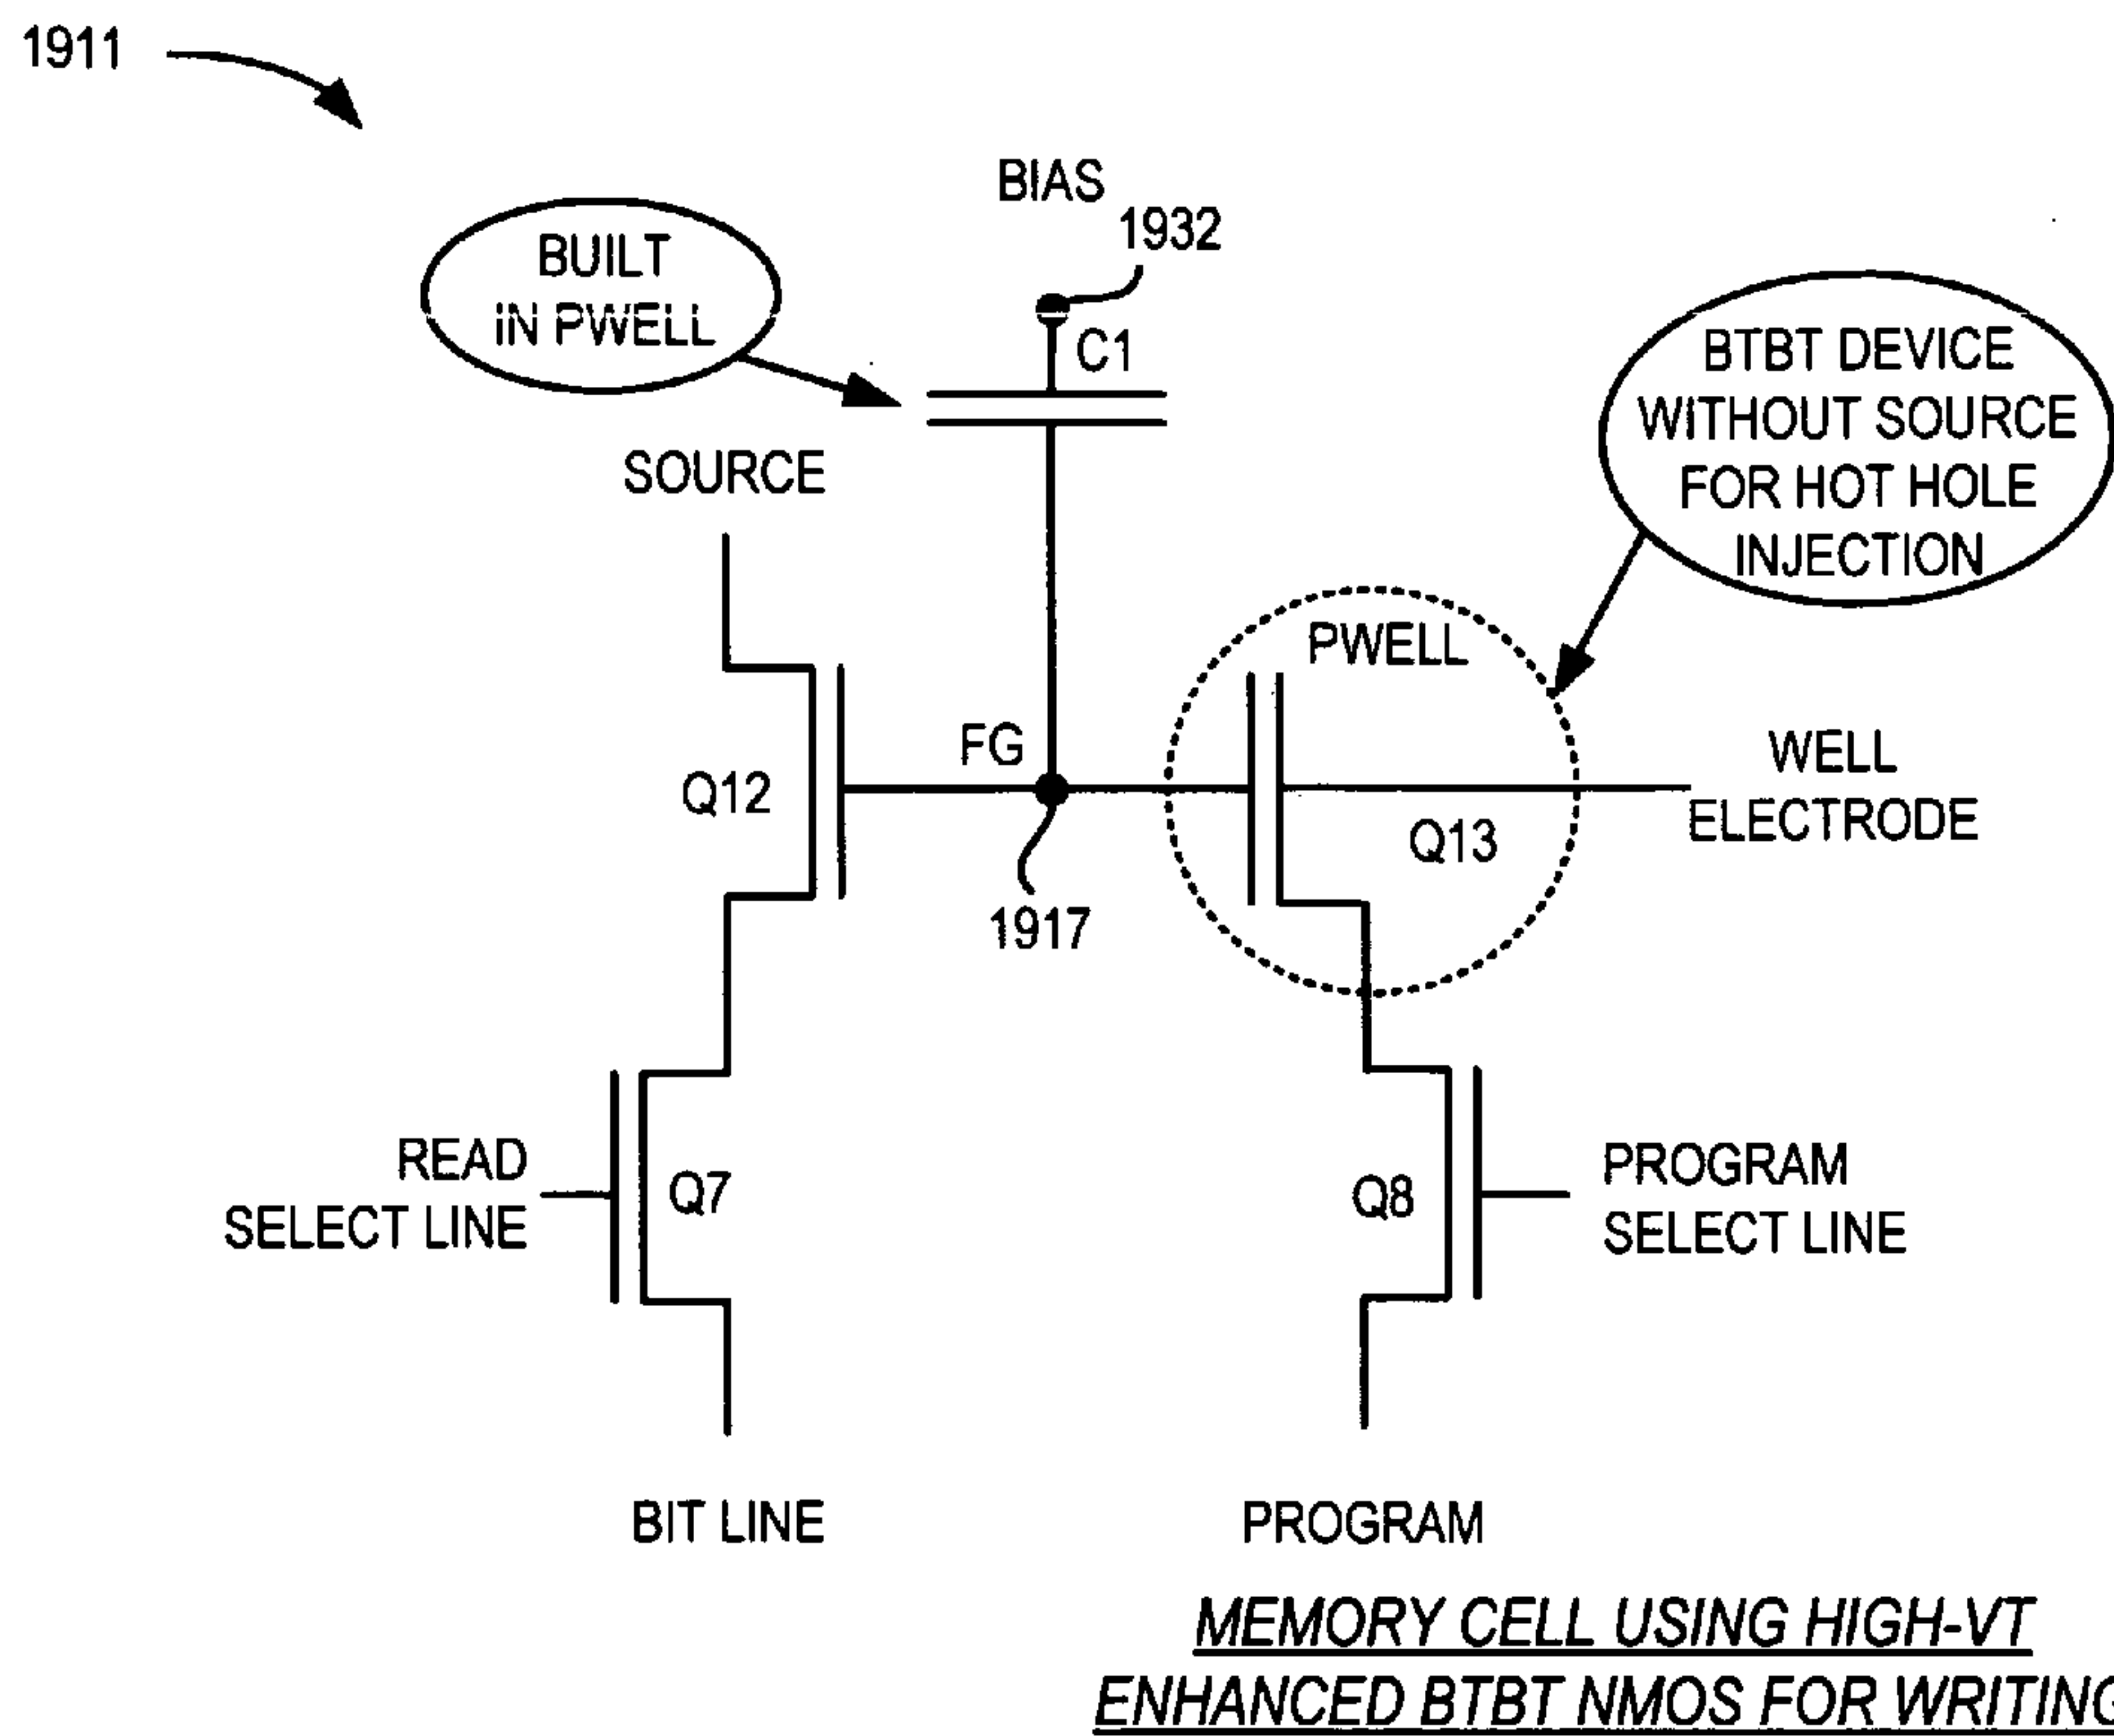 1911
BIAS
1932
BUILT
IN PWELL
C1
BTBT DEVICE
WITHOUT SOURCE
FOR HOT HOLE
INJECTION
SOURCE
PWELL
FG
Q12
WELL
ELECTRODE
Q13
1917
READ
SELECT LINE
Q7
Q8
PROGRAM
SELECT LINE
BIT LINE
PROGRAM
MEMORY CELL USING HIGH-VT
ENHANCED BTBT NMOS FOR WRITING